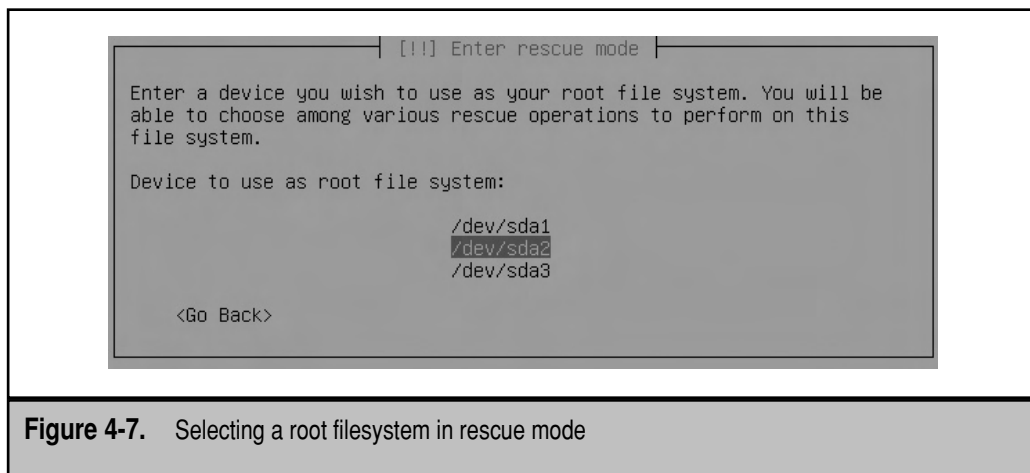 [!!] Enter rescue mode
Enter a device you wish to use as your root file system. You will be
able to choose among various rescue operations to perform on this
file system.
Device to use as root file system:
/dev/sda1
/dev/sda2
/dev/sda3
<Go Back>
Figure 4-7. Selecting a root filesystem in rescue mode